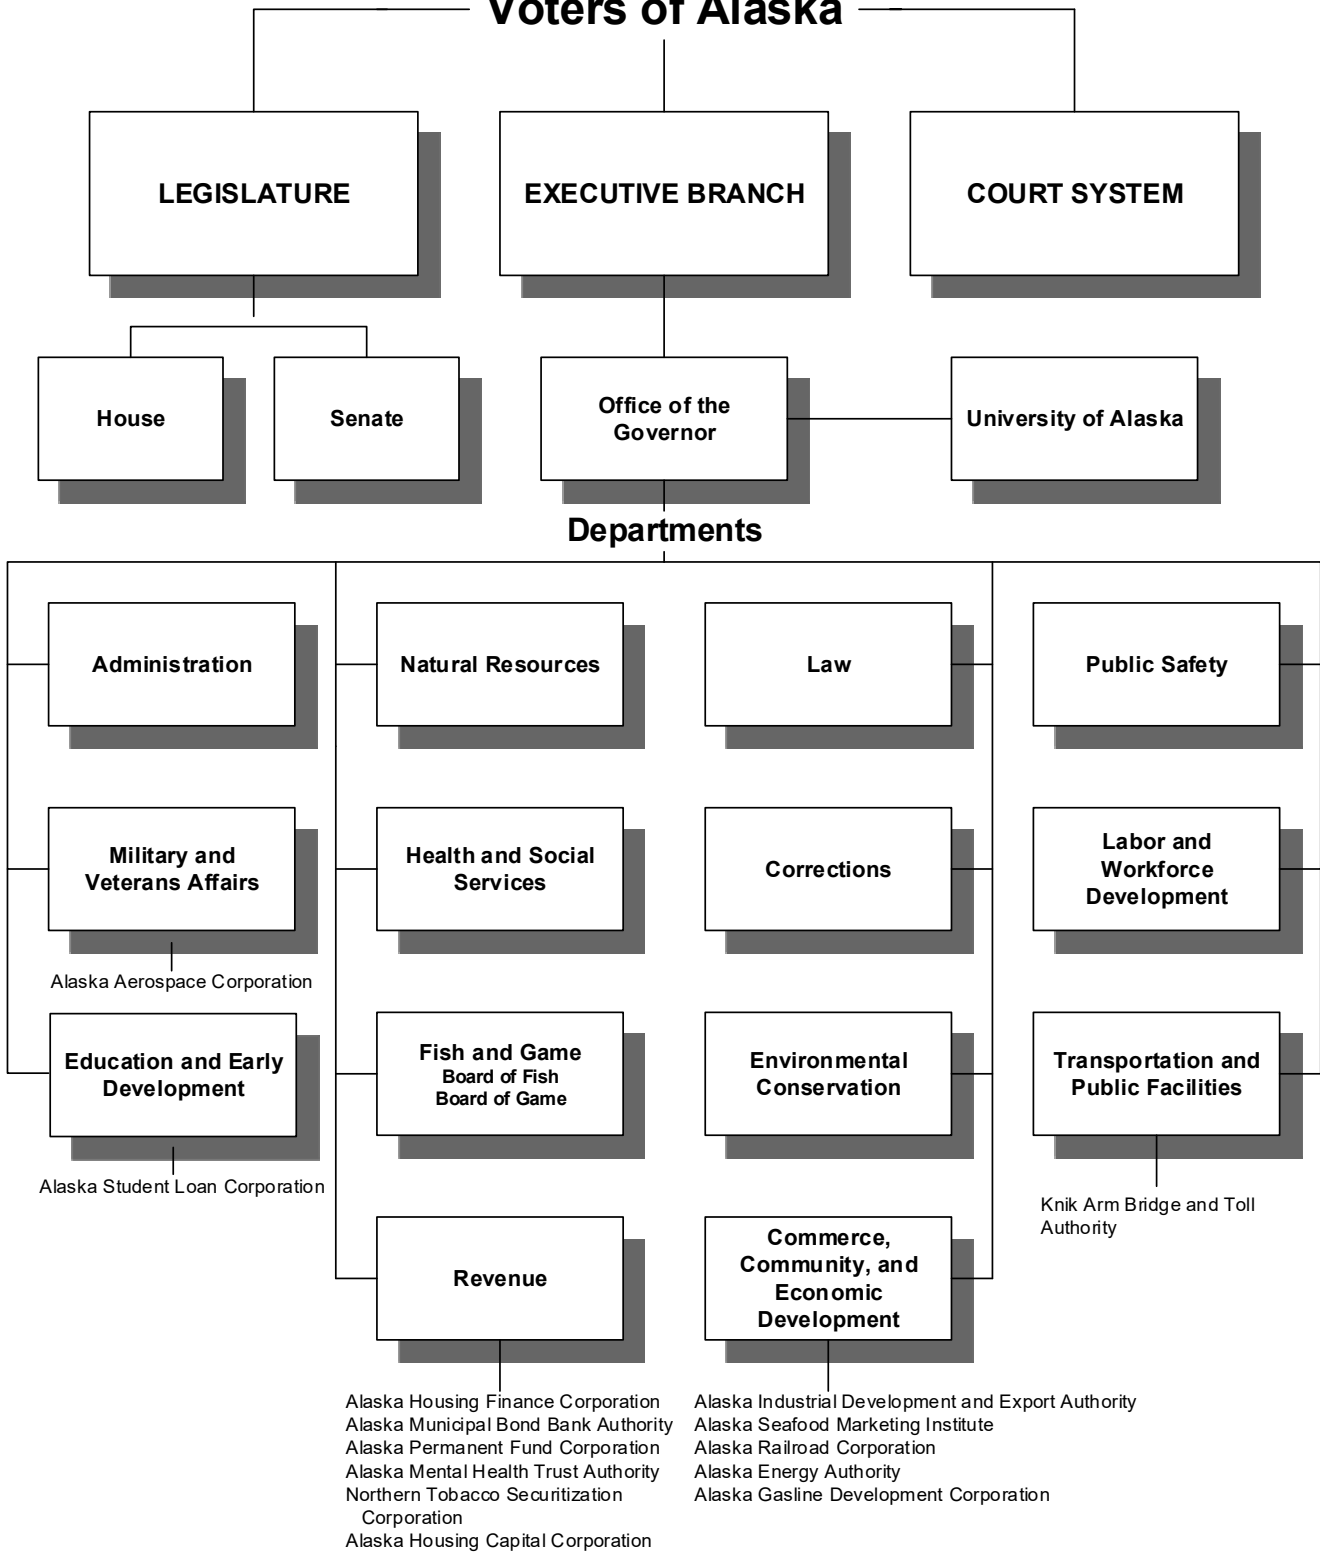 Voters of Alaska
LEGISLATURE
EXECUTIVE BRANCH
COURT SYSTEM
House
Senate
Office of the
Governor
University of Alaska
Departments
Administration
Natural Resources
Law
Public Safety
Military and
Veterans Affairs
Health and Social
Services
Corrections
Labor and
Workforce
Development
Alaska Aerospace Corporation
Education and Early
Development
Fish and Game
Board of Fish
Board of Game
Environmental
Conservation
Transportation and
Public Facilities
Alaska Student Loan Corporation
Knik Arm Bridge and Toll
Authority
Revenue
Commerce,
Community, and
Economic
Development
Alaska Housing Finance Corporation
Alaska Municipal Bond Bank Authority
Alaska Permanent Fund Corporation
Alaska Mental Health Trust Authority
Northern Tobacco Securitization
Corporation
Alaska Housing Capital Corporation
Alaska Industrial Development and Export Authority
Alaska Seafood Marketing Institute
Alaska Railroad Corporation
Alaska Energy Authority
Alaska Gasline Development Corporation